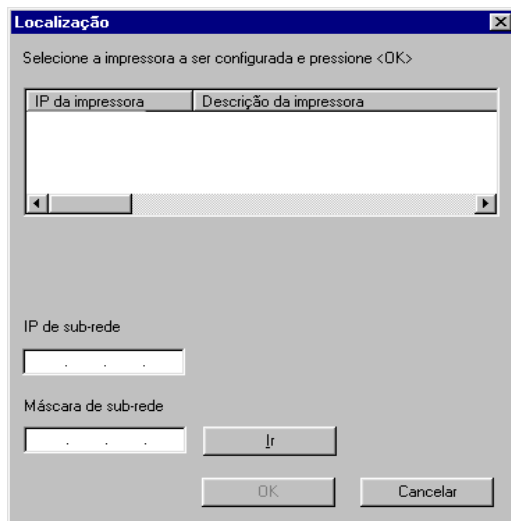 Localização
Selecione a impressora a ser configurada e pressione <OK>
IP da impressora Descrição da impressora
IP de sub-rede
. . .
Máscara de sub-rede
. . . Ir
OK Cancelar